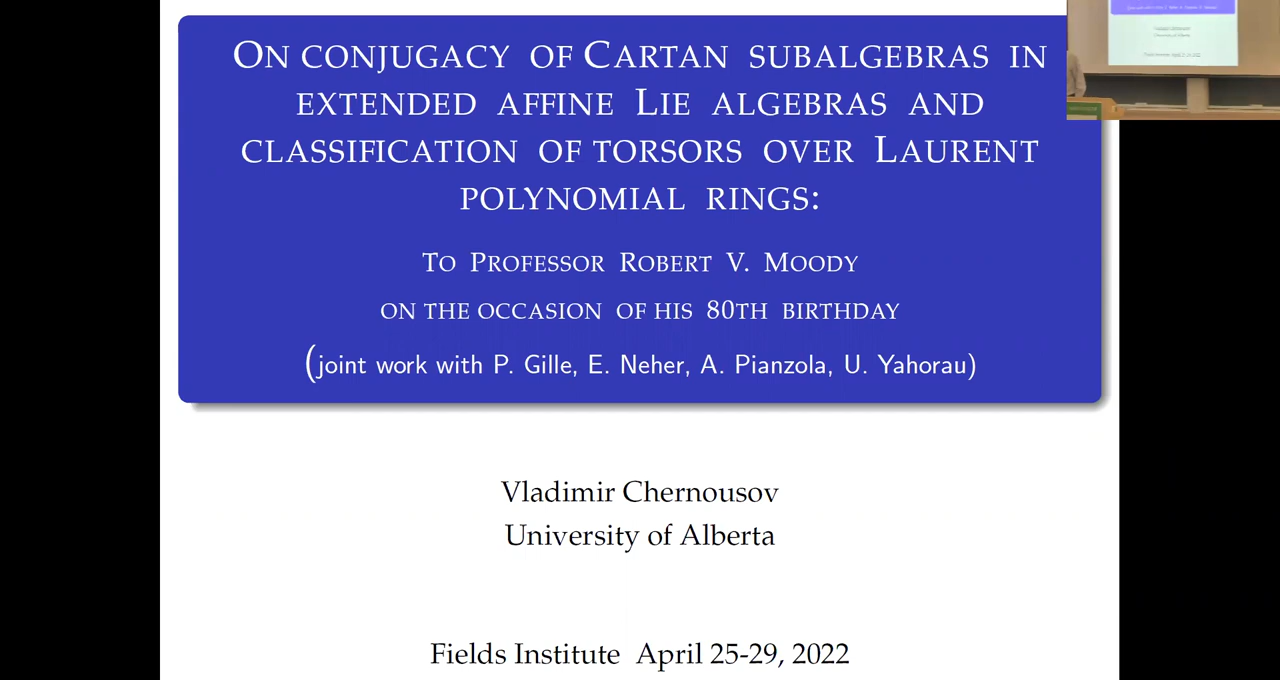 ON CONJUGACY OF CARTAN SUBALGEBRAS IN
EXTENDED AFFINE LIE ALGEBRAS AND
CLASSIFICATION OF TORSORS OVER LAURENT
POLYNOMIAL RINGS:
TO PROFESSOR ROBERT V. MOODY
ON THE OCCASION OF HIS 80TH BIRTHDAY
(joint work with P. Gille, E. Neher, A. Pianzola, U. Yahorau)
Vladimir Chernousov
University of Alberta
Fields Institute April 25-29, 2022